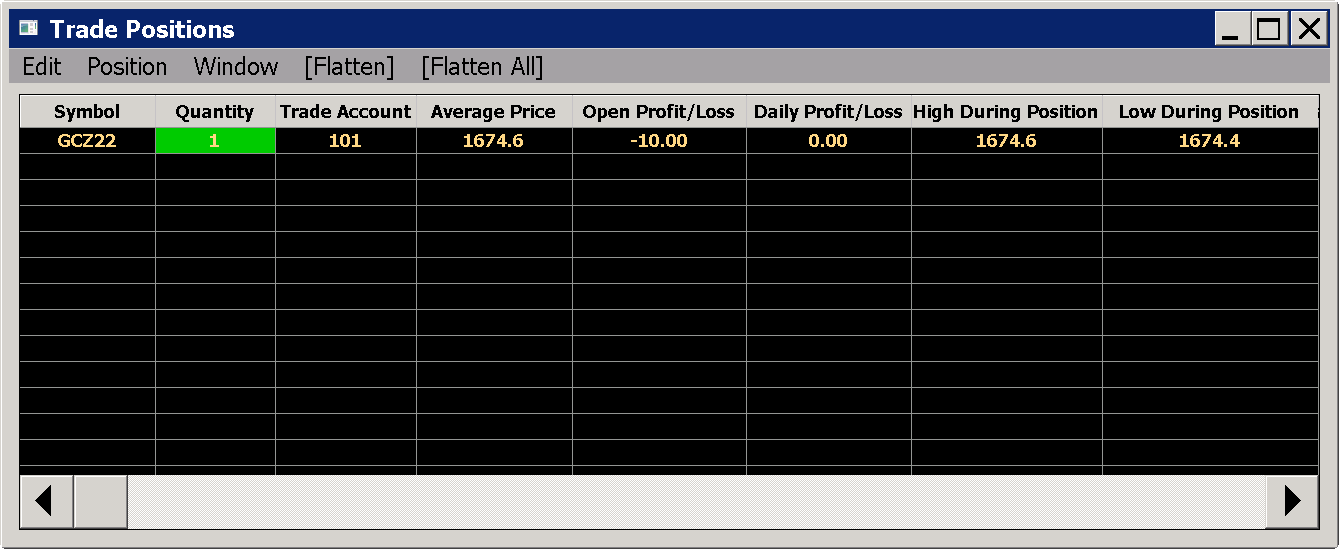 Trade Positions
Edit Position Window [Flatten] [Flatten All]
Symbol Quantity Trade Account Average Price Open Profit/Loss Daily Profit/Loss High During Position Low During Position
GCZ22 1 101 1674.6 -10.00 0.00 1674.6 1674.4